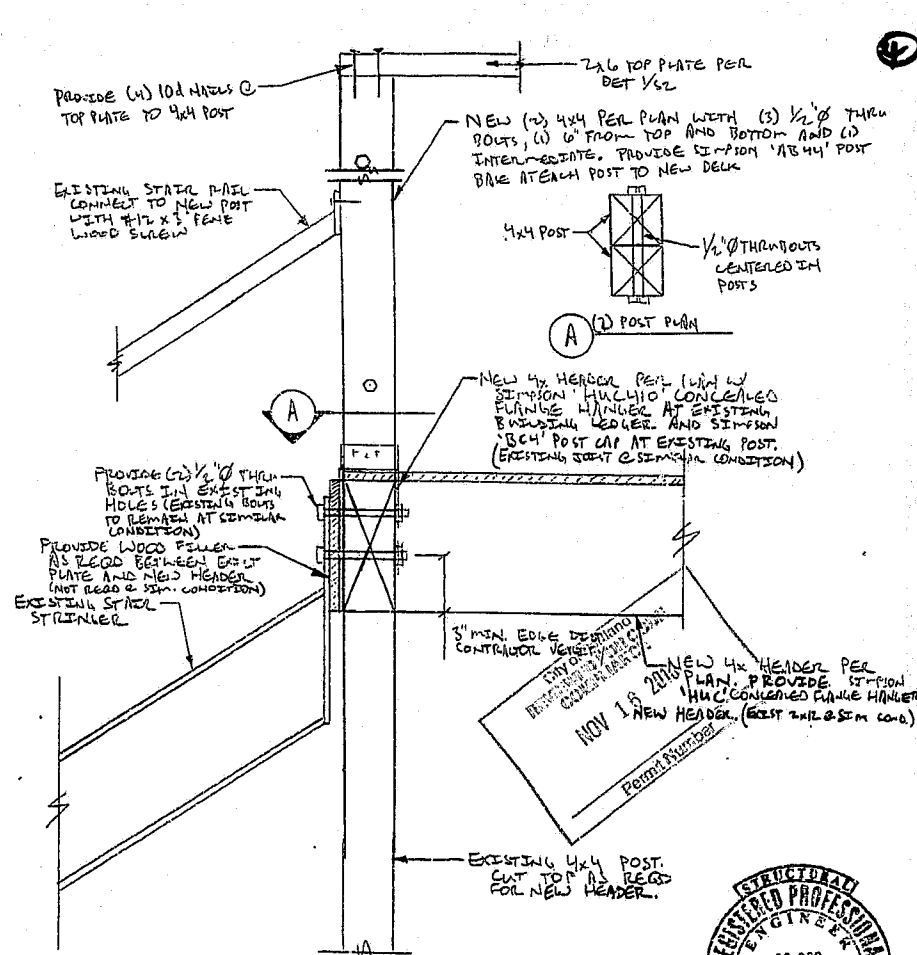 4
PROVIDE (4) 10d NAILS @
TOP PLATE TO 4x4 POST
2x6 TOP PLATE PER
DET 1/S2
NEW (2) 4x4 PER PLAN WITH (3) 1/2"Ø THRU
BOLTS, (1) 6" FROM TOP AND BOTTOM AND (1)
INTERMEDIATE. PROVIDE SIMPSON 'AB44' POST
BASE AT EACH POST TO NEW DECK
EXISTING STAIR RAIL
CONNECT TO NEW POST
WITH #12 x 3"
WOOD SCREW
4x4 POST
1/2"Ø THRUBOLTS
CENTERED IN
POSTS
A
(2) POST PLAN
A
NEW 4x HEADER PER PLAN W/
SIMPSON 'HUC410' CONCEALED
FLANGE HANGER AT EXISTING
BUILDING LEDGER. AND SIMPSON
'BC4' POST CAP AT EXISTING POST.
(EXISTING JOIST @ SIMILAR CONDITION)
PROVIDE (2) 1/2"Ø THRU
BOLTS IN EXISTING
HOLES (EXISTING BOLTS
TO REMAIN AT SIMILAR
CONDITION)
PROVIDE WOOD FILLER
AS REQD BETWEEN EXIST
PLATE AND NEW HEADER
(NOT REQD @ SIM. CONDITION)
EXISTING STAIR
STRINGER
3" MIN. EDGE
CONTRACTOR VERIFY
City of
NOV 16
Permit Number
NEW 4x HEADER PER
PLAN. PROVIDE SIMPSON
'HUC' CONCEALED FLANGE HANGER
NEW HEADER. (EXIST 2x12 @ SIM COND.)
EXISTING 4x4 POST.
CUT TOP AS REQD
FOR NEW HEADER.
STRUCTURAL
REGISTERED PROFESSIONAL
ENGINEER